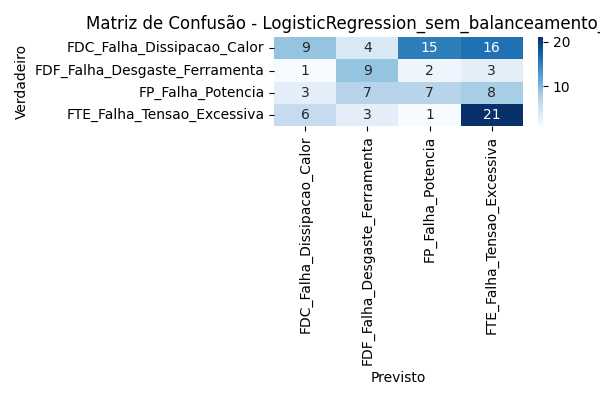 Matriz de Confusão - LogisticRegression_sem_balanceamento_
Verdadeiro
FDC_Falha_Dissipacao_Calor 9 4 15 16
FDF_Falha_Desgaste_Ferramenta 1 9 2 3
FP_Falha_Potencia 3 7 7 8
FTE_Falha_Tensao_Excessiva 6 3 1 21
20
10
FDC_Falha_Dissipacao_Calor
FDF_Falha_Desgaste_Ferramenta
FP_Falha_Potencia
FTE_Falha_Tensao_Excessiva
Previsto